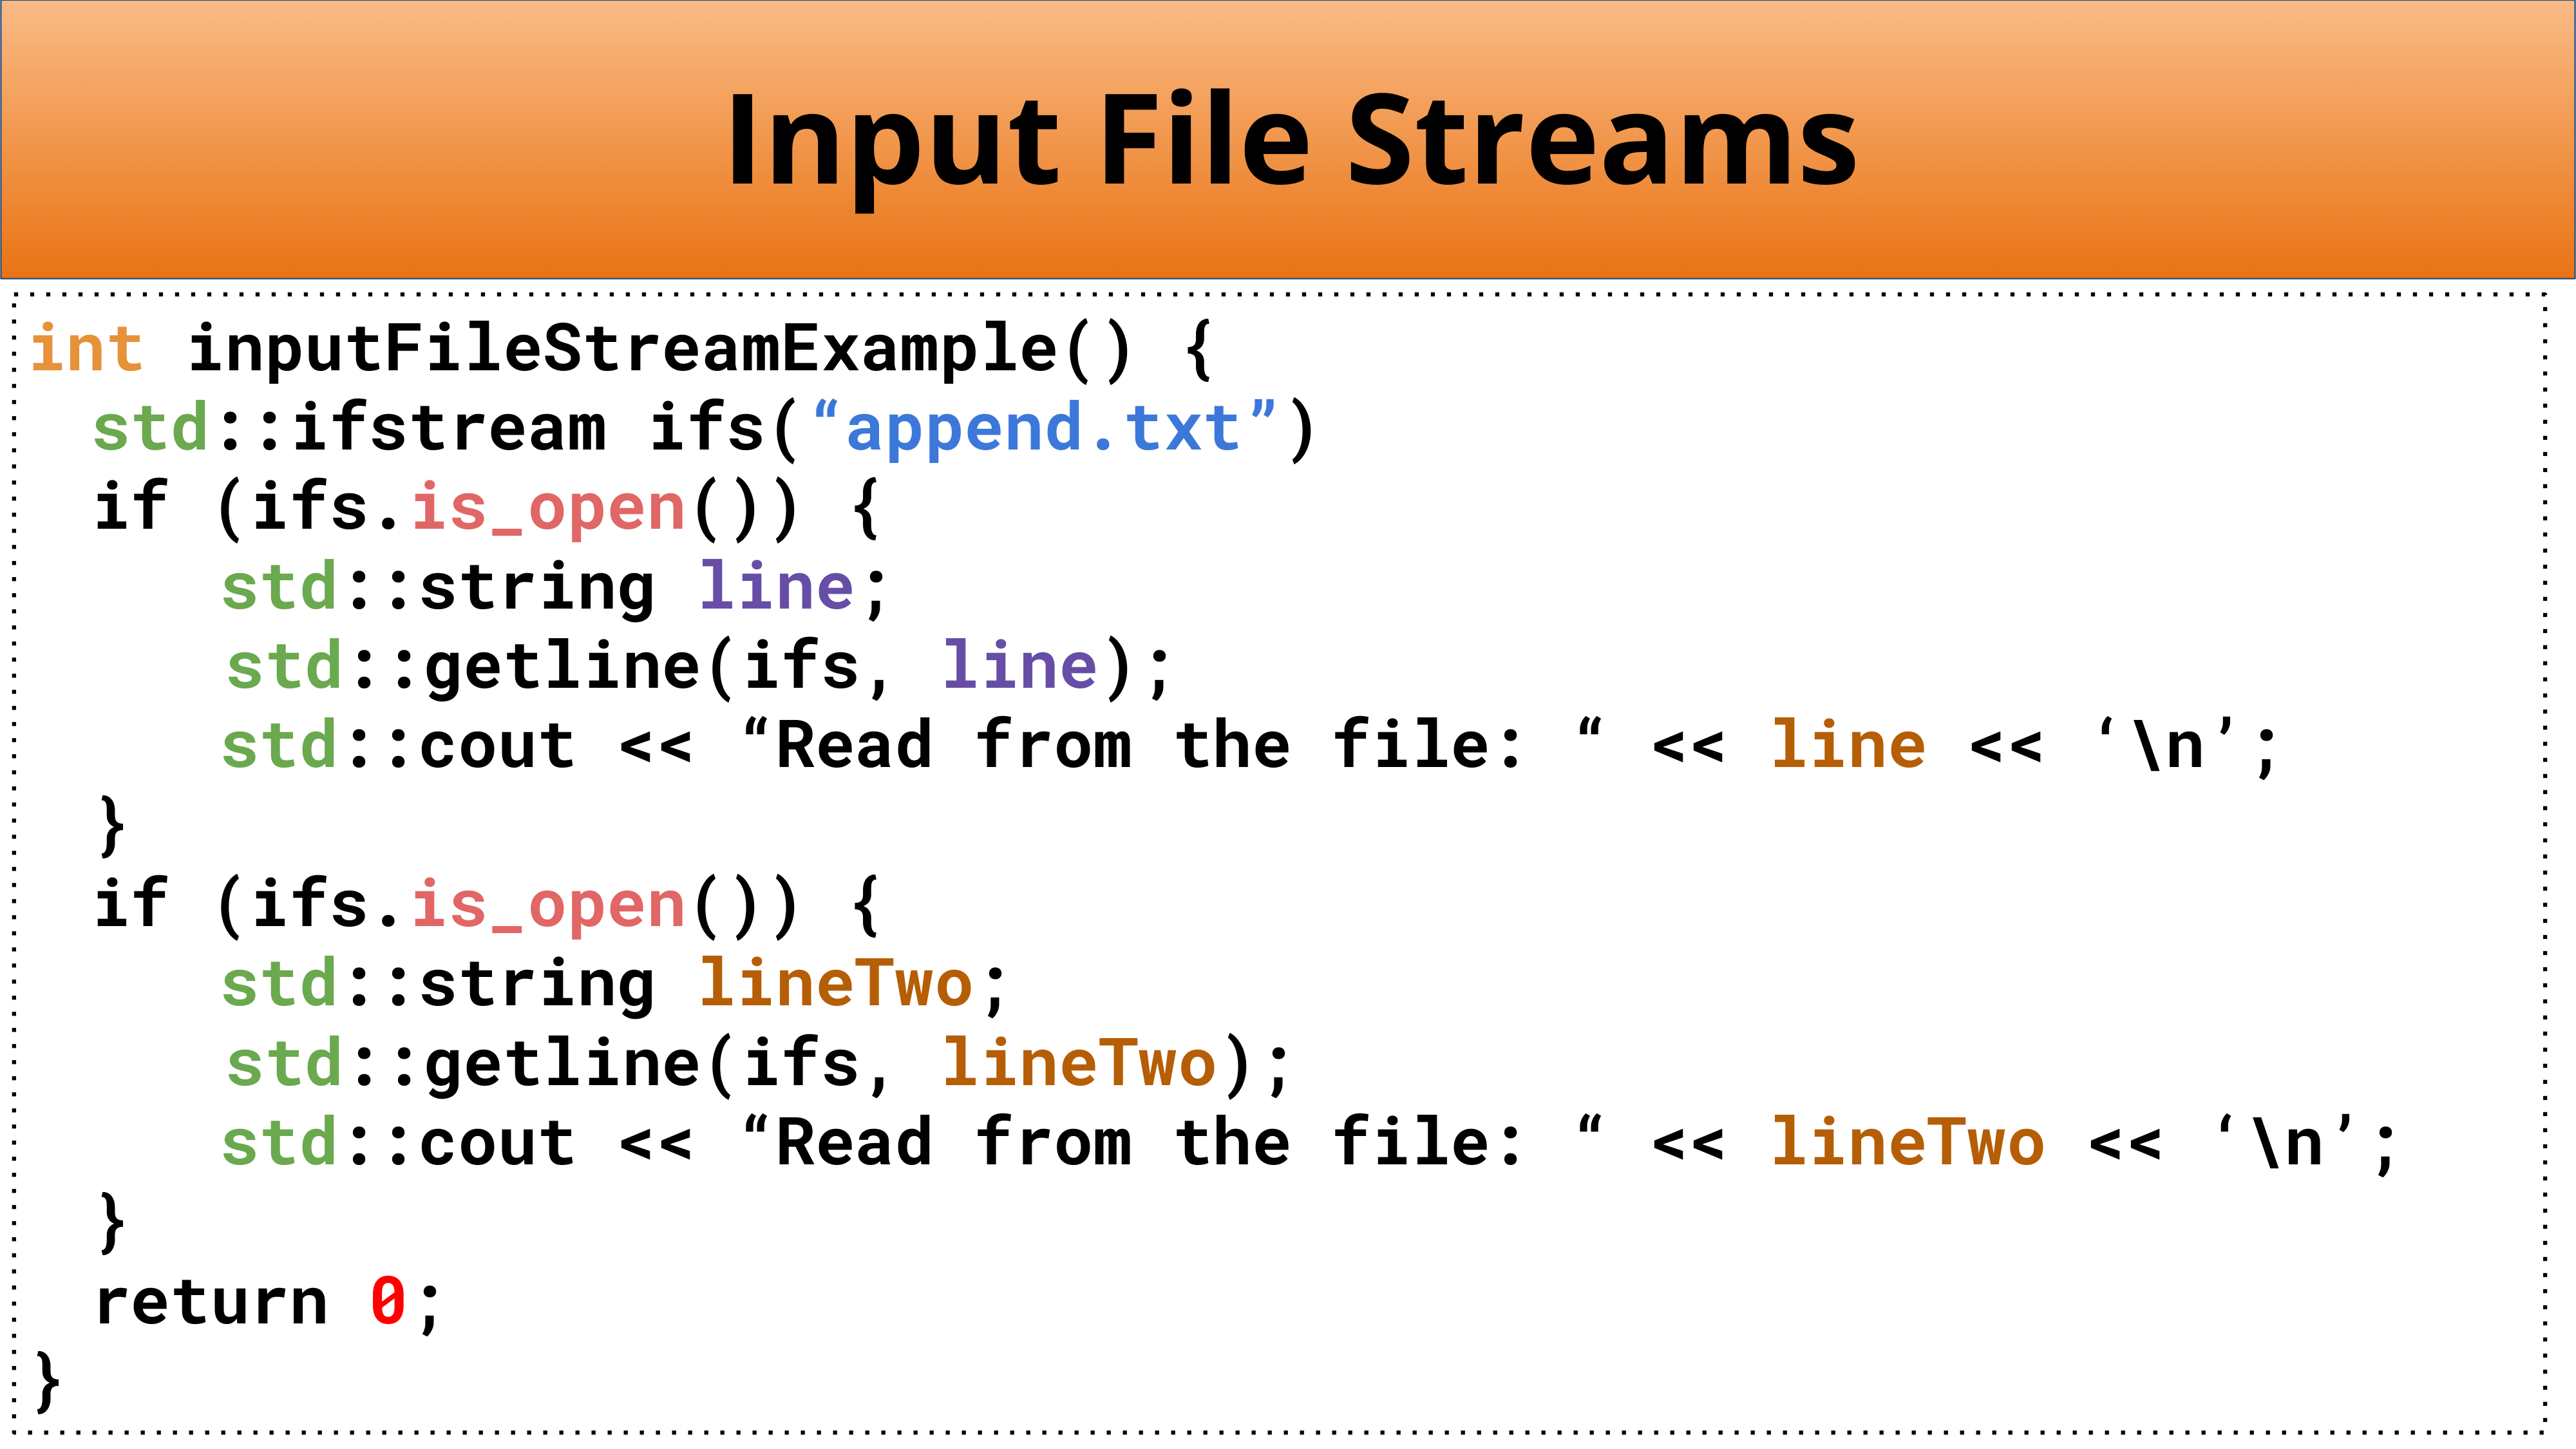 Input File Streams
int inputFileStreamExample() {
std::ifstream ifs(“append.txt”)
if (ifs.is_open()) {
std::string line;
std::getline(ifs, line);
std::cout << “Read from the file: “ << line << ‘\n’;
}
if (ifs.is_open()) {
std::string lineTwo;
std::getline(ifs, lineTwo);
std::cout << “Read from the file: “ << lineTwo << ‘\n’;
}
return 0;
}